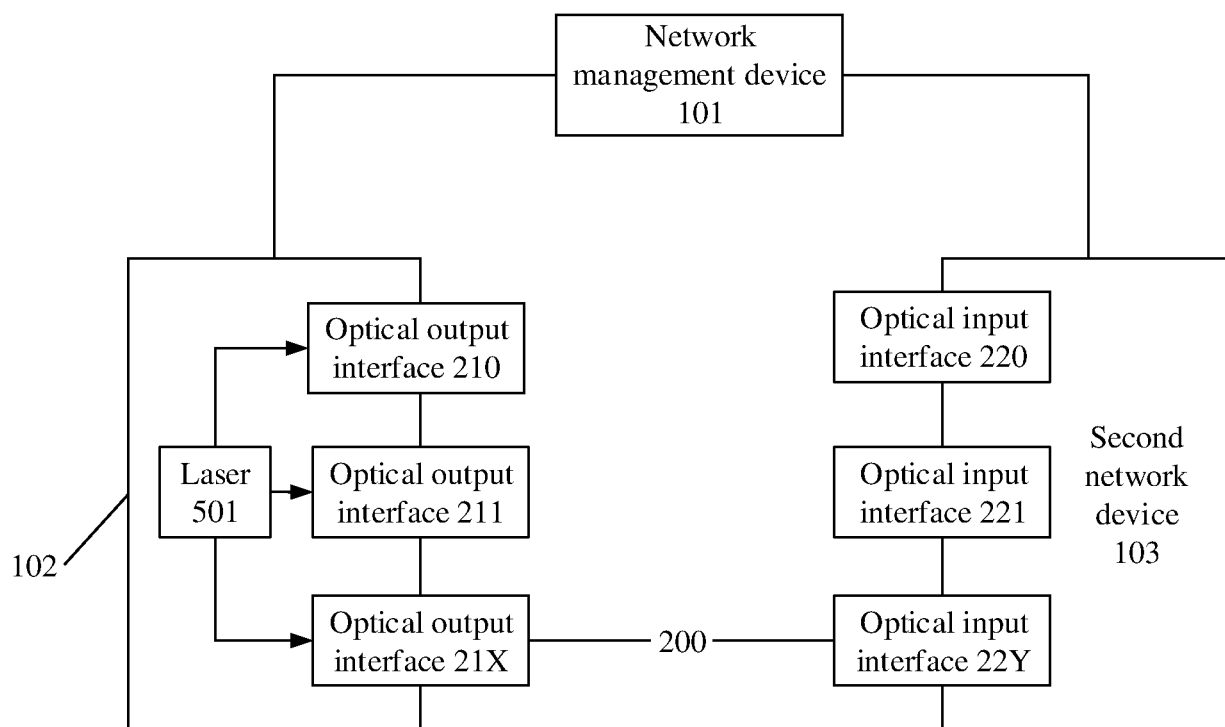 Network
management device
101
Optical output
interface 210
Optical input
interface 220
Laser
501
Optical output
interface 211
Optical input
interface 221
Second
network
device
103
102
Optical output
interface 21X
200
Optical input
interface 22Y